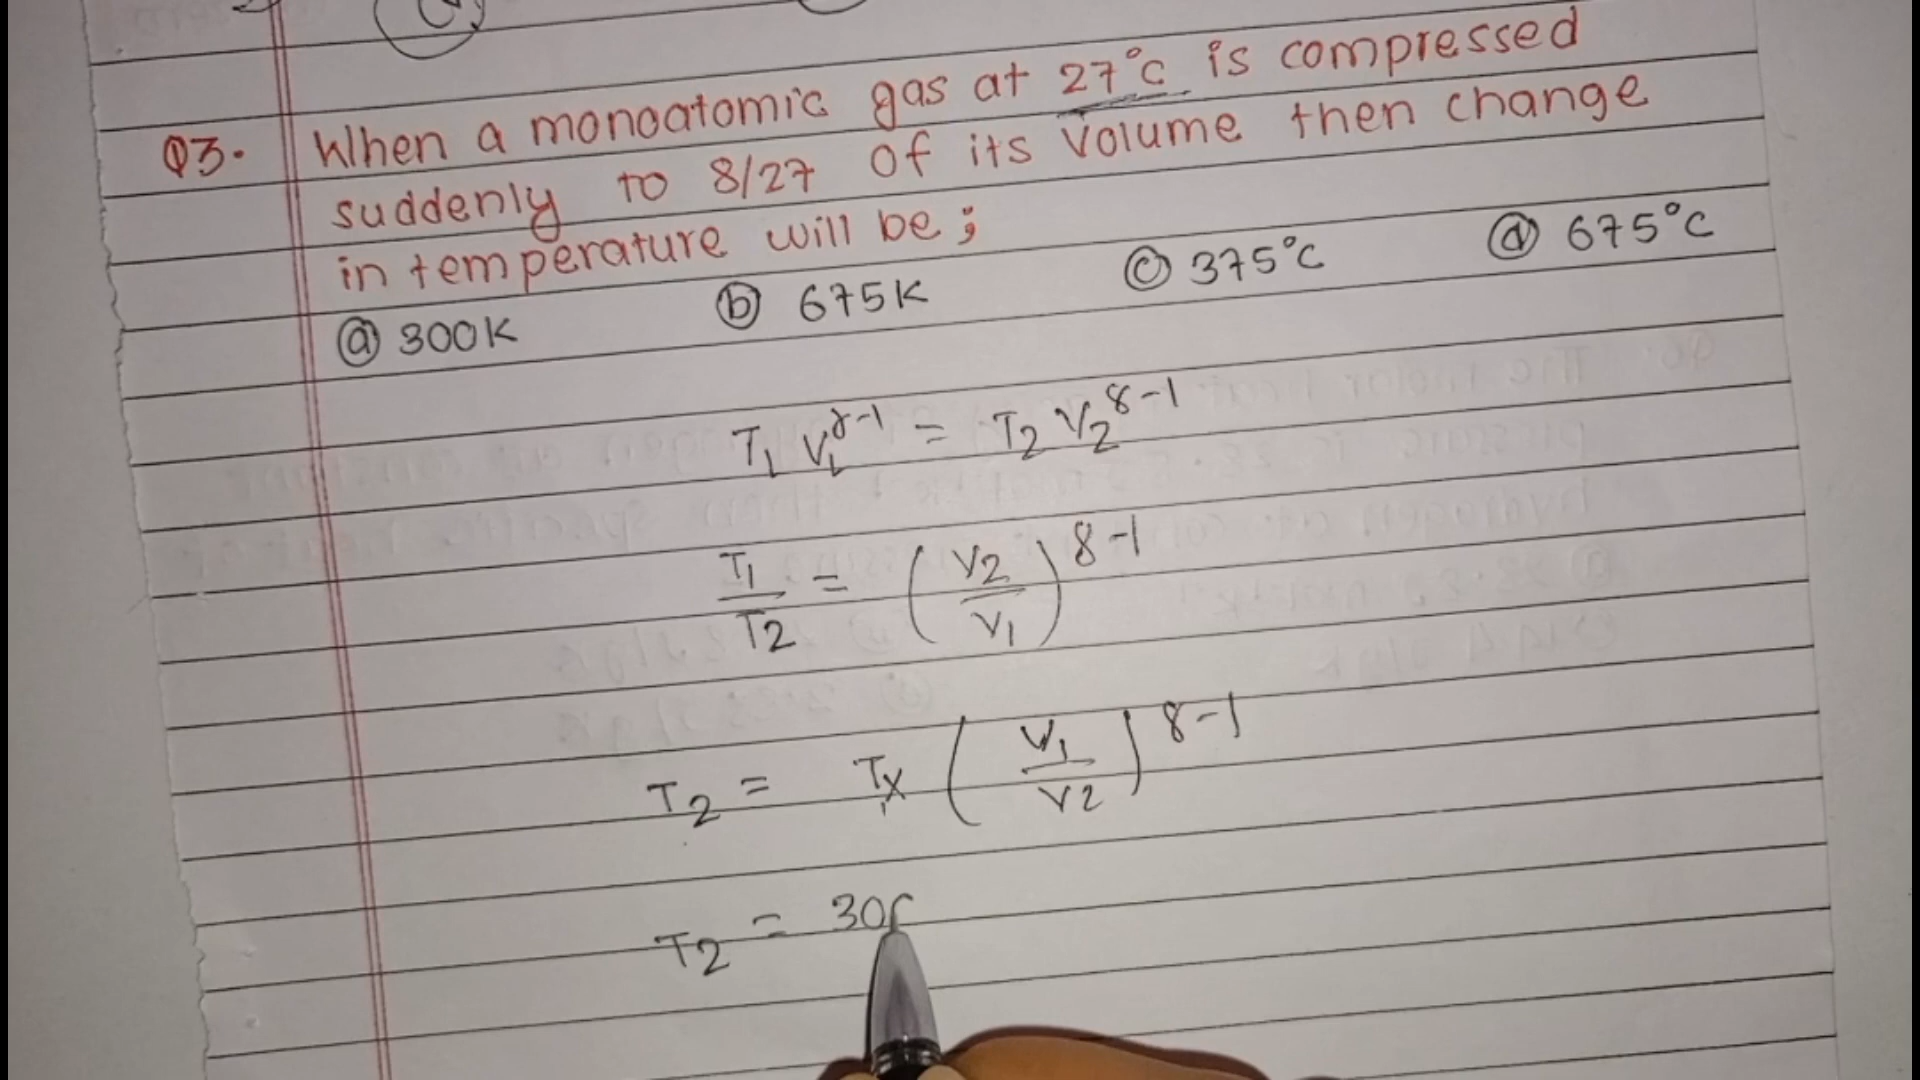 Q3. When a monoatomic gas at 27°C is compressed
suddenly to 8/27 of its volume then change
in temperature will be ;
(a) 300K (b) 675K (c) 375°C (d) 675°C
T₁ V₁^γ-1 = T₂ V₂^γ-1
T₁/T₂ = (V₂/V₁)^γ-1
T₂ = T₁ x (V₁/V₂)^γ-1
T₂ = 300